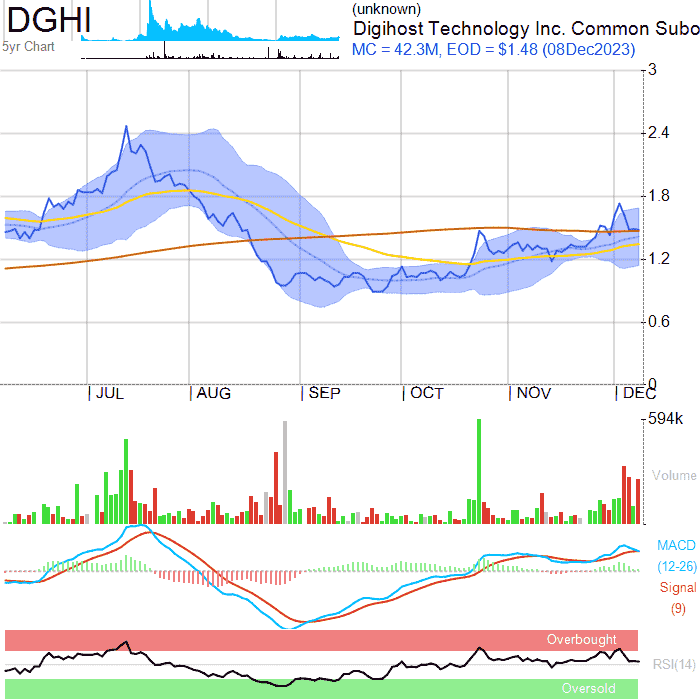 DGHI
5yr Chart
(unknown)
Digihost Technology Inc. Common Subo
MC = 42.3M, EOD = $1.48 (08Dec2023)
3
2.4
1.8
1.2
0.6
0
JUL AUG SEP OCT NOV DEC
594k
Volume
MACD
(12-26)
Signal
(9)
Overbought
RSI(14)
Oversold